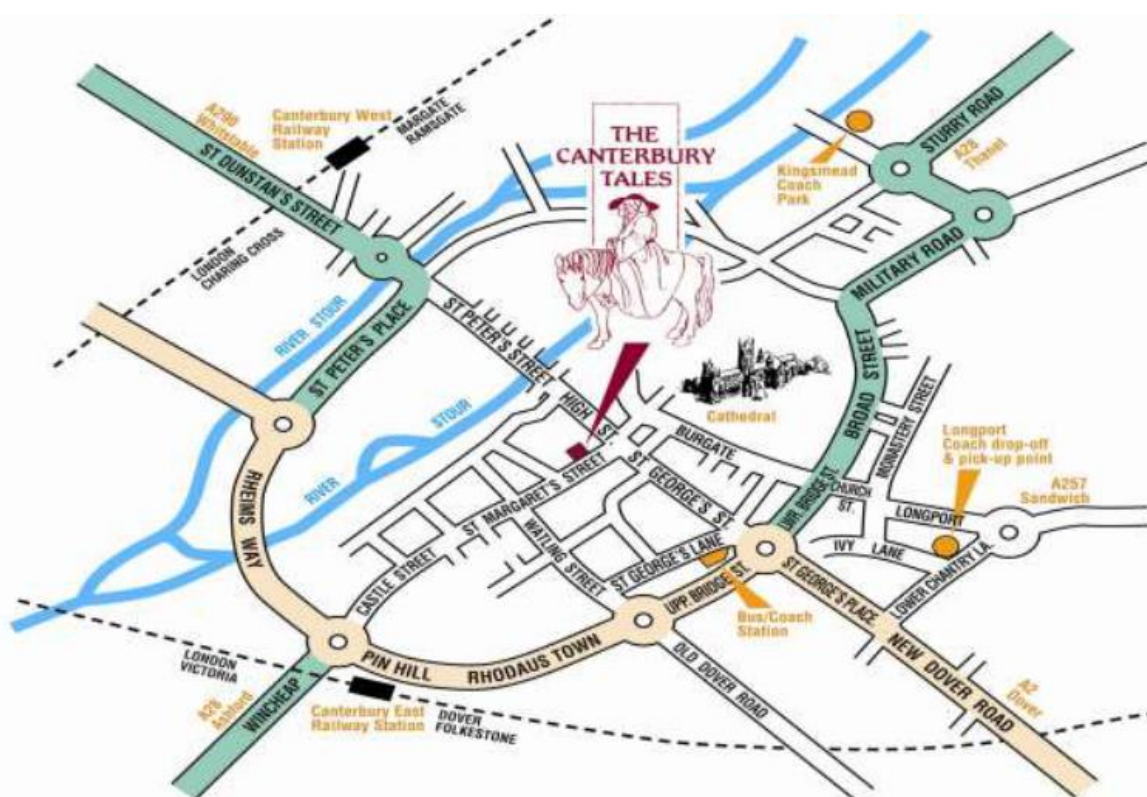 A290
Whitstable
ST DUNSTAN'S STREET
Canterbury West
Railway
Station
MARGATE
RAMSGATE
LONDON
CHARING CROSS
THE
CANTERBURY
TALES
Kingsmead
Coach
Park
STURRY ROAD
A28
Thanet
MILITARY ROAD
RIVER STOUR
ST PETER'S PLACE
ST PETER'S STREET
HIGH ST.
Cathedral
BROAD STREET
MONASTERY STREET
Longport
Coach drop-off
& pick-up point
A257
Sandwich
BURGATE
RIVER STOUR
RHEIMS WAY
ST MARGARET'S STREET
ST GEORGE'S ST.
LWR. BRIDGE ST.
CHURCH
ST.
LONGPORT
IVY LANE
LOWER CHANTRY LA.
CASTLE STREET
WATLING STREET
ST GEORGE'S LANE
UPP. BRIDGE ST.
ST GEORGE'S PLACE
Bus/Coach
Station
NEW DOVER ROAD
A2
Dover
OLD DOVER ROAD
PIN HILL
RHODAUS TOWN
LONDON
VICTORIA
A28
Ashford
WINCHEAP
Canterbury East
Railway Station
DOVER
FOLKESTONE